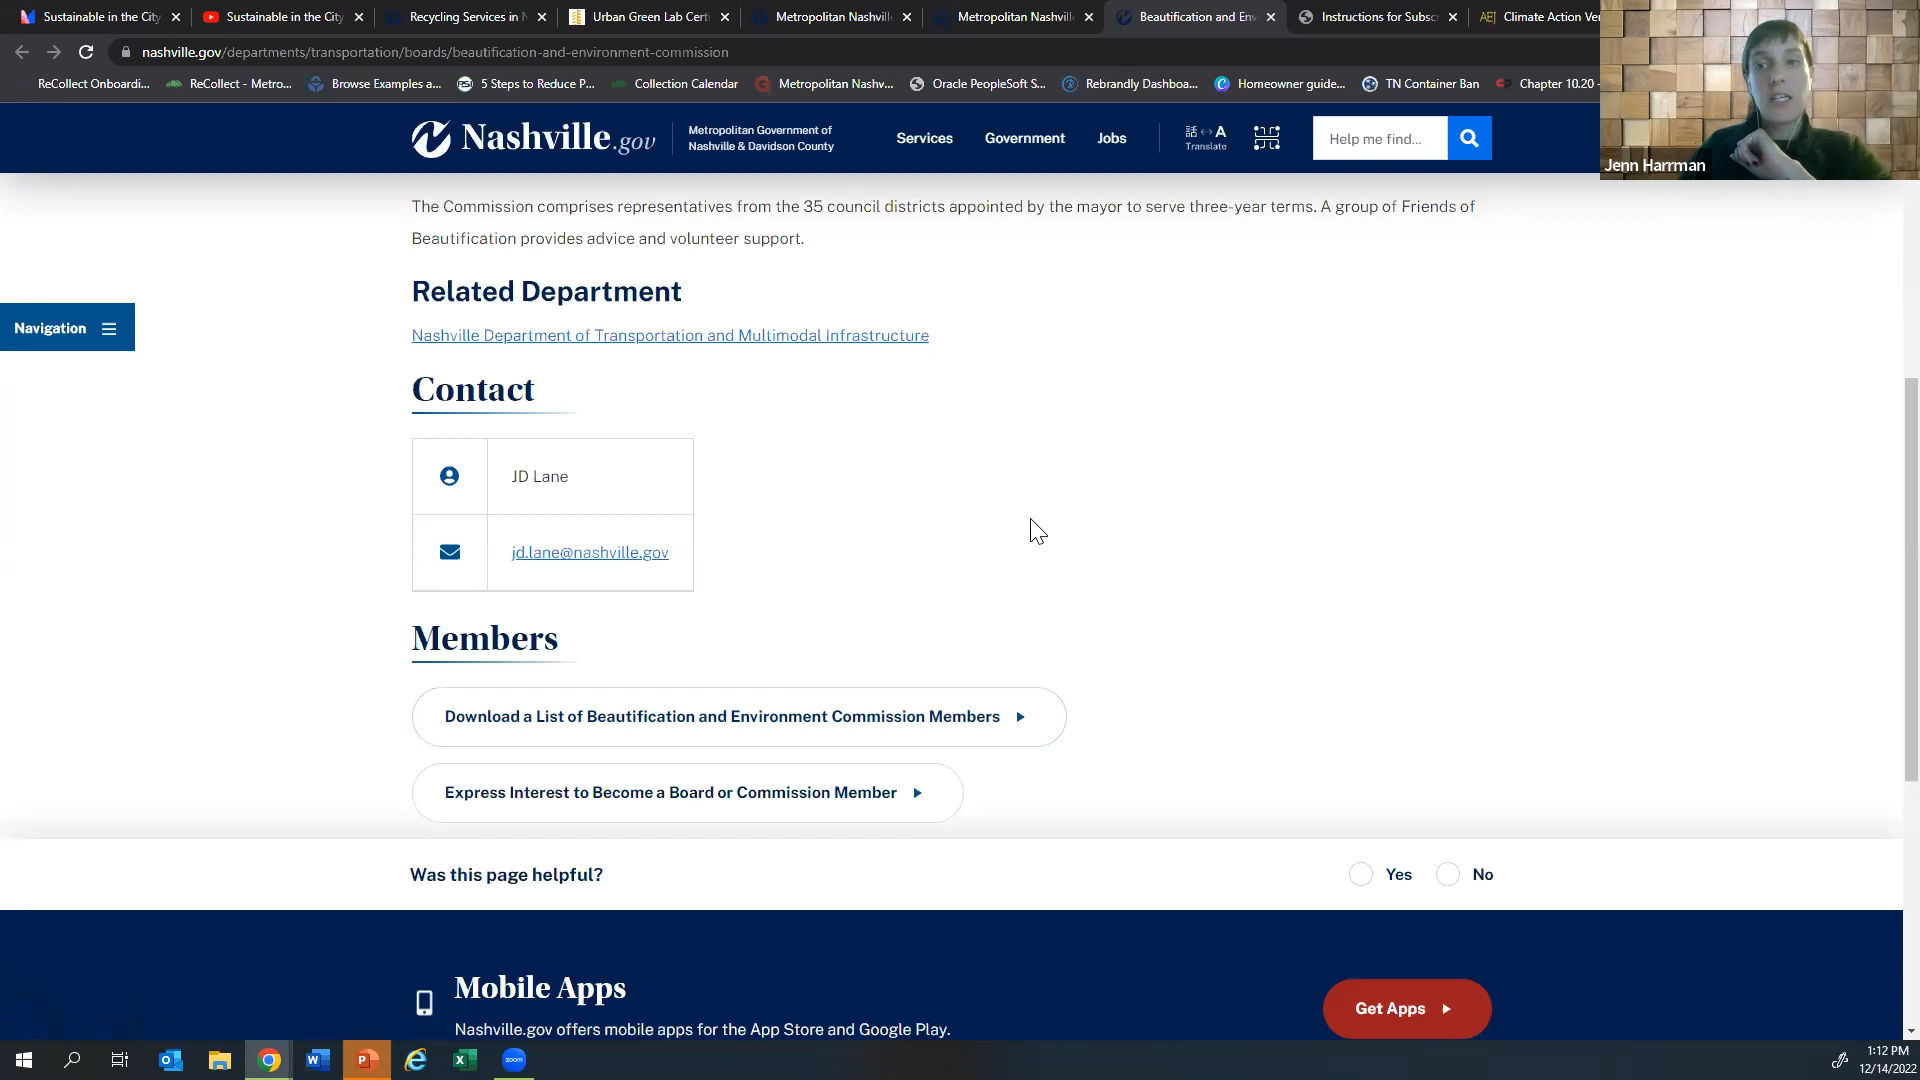 Sustainable in the City
Sustainable in the City
Recycling Services in N
Urban Green Lab Certi
Metropolitan Nashville
Metropolitan Nashville
Beautification and Env
Instructions for Subscr
AEJ
Climate Action Ver
nashville.gov/departments/transportation/boards/beautification-and-environment-commission
ReCollect Onboardi...
ReCollect - Metro...
Browse Examples a...
5 Steps to Reduce P...
Collection Calendar
Metropolitan Nashv...
Oracle PeopleSoft S...
Rebrandly Dashboa...
Homeowner guide...
TN Container Ban
Chapter 10.20 -
Nashville.gov
Metropolitan Government of
Nashville & Davidson County
Services
Government
Jobs
Translate
Help me find...
Jenn Harrman
The Commission comprises representatives from the 35 council districts appointed by the mayor to serve three-year terms. A group of Friends of
Beautification provides advice and volunteer support.
Related Department
Navigation
Nashville Department of Transportation and Multimodal Infrastructure
Contact
JD Lane
jd.lane@nashville.gov
Members
Download a List of Beautification and Environment Commission Members
Express Interest to Become a Board or Commission Member
Was this page helpful?
Yes
No
Mobile Apps
Nashville.gov offers mobile apps for the App Store and Google Play.
Get Apps
zoom
1:12 PM
12/14/2022